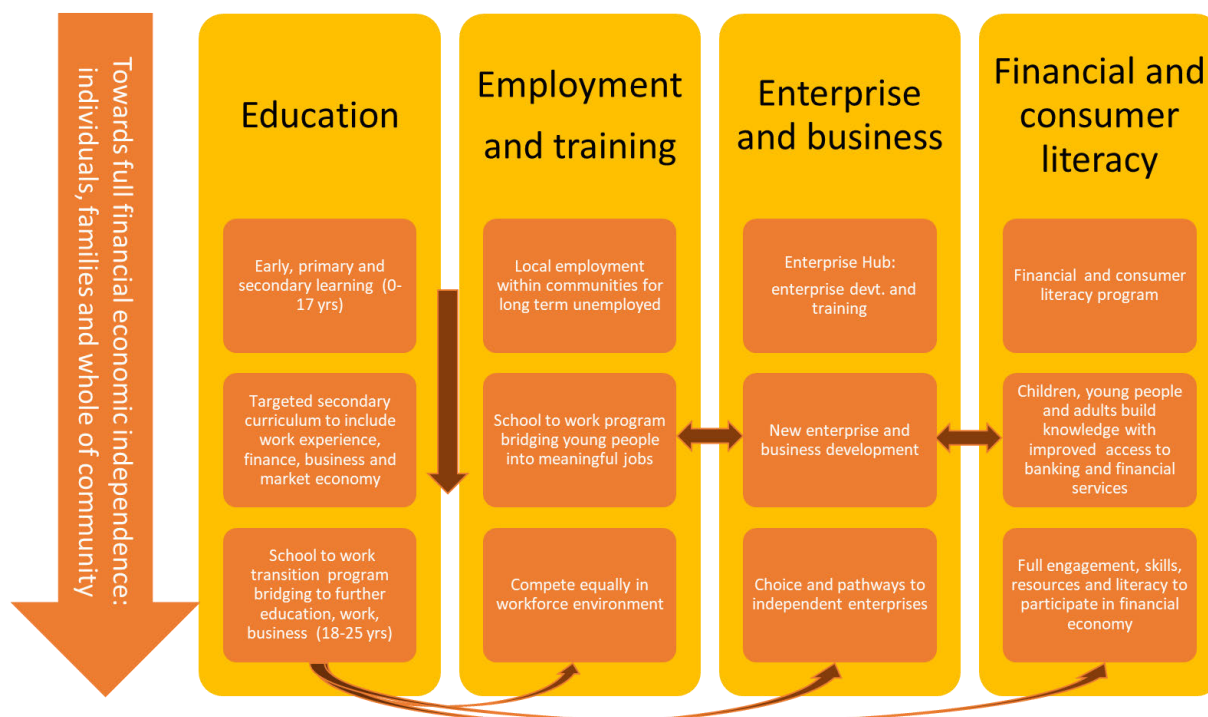 Towards full financial economic independence:
individuals, families and whole of community
Education
Early, primary and
secondary learning (0-
17 yrs)
Targeted secondary
curriculum to include
work experience,
finance, business and
market economy
School to work
transition program
bridging to further
education, work,
business (18-25 yrs)
Employment
and training
Local employment
within communities for
long term unemployed
School to work program
bridging young people
into meaningful jobs
Compete equally in
workforce environment
Enterprise
and business
Enterprise Hub:
enterprise devt. and
training
New enterprise and
business development
Choice and pathways to
independent enterprises
Financial and
consumer
literacy
Financial and consumer
literacy program
Children, young people
and adults build
knowledge with
improved access to
banking and financial
services
Full engagement, skills,
resources and literacy to
participate in financial
economy